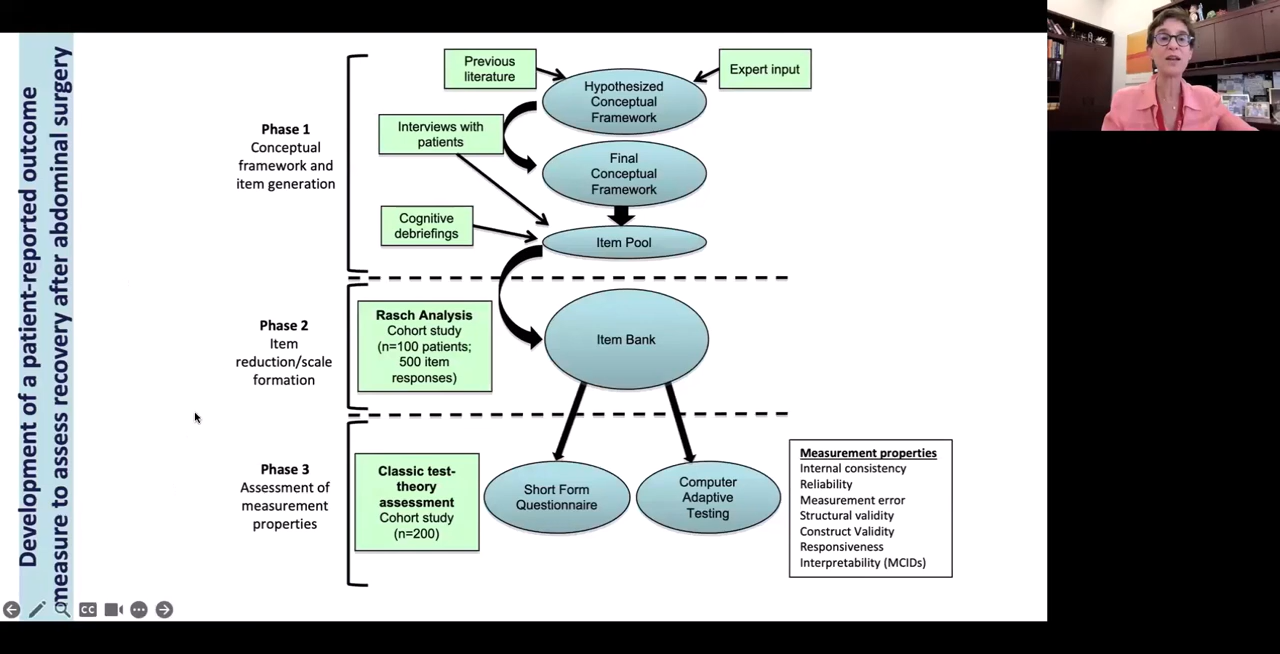 Development of a patient-reported outcome
measure to assess recovery after abdominal surgery
Phase 1
Conceptual
framework and
item generation
Previous
literature
Expert input
Hypothesized
Conceptual
Framework
Interviews with
patients
Final
Conceptual
Framework
Cognitive
debriefings
Item Pool
Phase 2
Item
reduction/scale
formation
Rasch Analysis
Cohort study
(n=100 patients;
500 item
responses)
Item Bank
Phase 3
Assessment of
measurement
properties
Classic test-
theory
assessment
Cohort study
(n=200)
Short Form
Questionnaire
Computer
Adaptive
Testing
Measurement properties
Internal consistency
Reliability
Measurement error
Structural validity
Construct Validity
Responsiveness
Interpretability (MCIDs)
CC